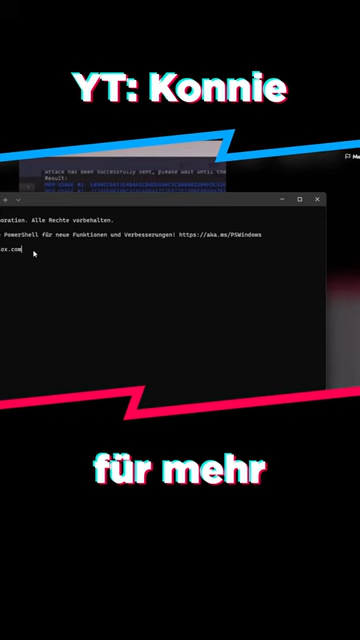 YT: Konnie
attack has been successfully sent, please wait until the
Result:
Me
oration. Alle Rechte vorbehalten.
PowerShell für neue Funktionen und Verbesserungen! https://aka.ms/PSWindows
ox.com
für mehr